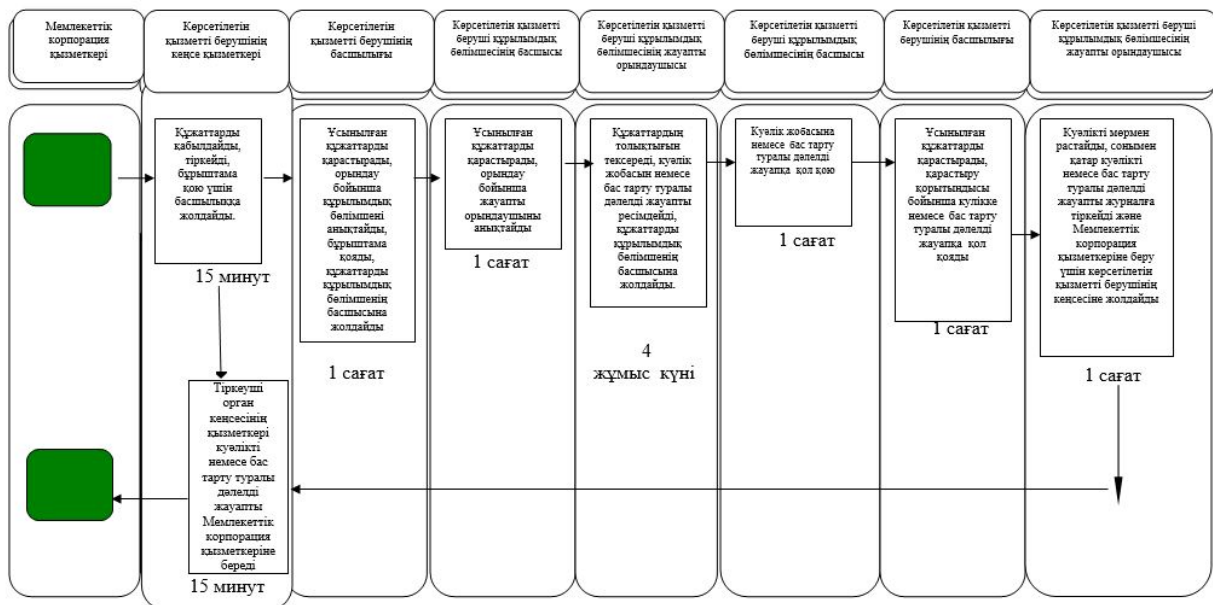 Мемлекеттік
корпорация
қызметкері
Көрсетілетін
қызметті берушінің
кеңсе қызметкері
Көрсетілетін
қызметті берушінің
басшылығы
Көрсетілетін қызметті
беруші құрылымдық
бөлімшесінің басшысы
Көрсетілетін қызметті
беруші құрылымдық
бөлімшесінің жауапты
орындаушысы
Көрсетілетін қызметті
беруші құрылымдық
бөлімшесінің басшысы
Көрсетілетін қызметті
берушінің басшылығы
Көрсетілетін қызметті беруші
құрылымдық бөлімшесінің
жауапты орындаушысы
Құжаттарды
қабылдайды,
тіркейді,
бұрыштама
қою үшін
басшылыққа
жолдайды.
15 минут
Ұсынылған
құжаттарды
қарастырады,
орындау
бойынша
құрылымдық
бөлімшені
анықтайды,
бұрыштама
қояды,
құжаттарды
құрылымдық
бөлімшенің
басшысына
жолдайды
1 сағат
Ұсынылған
құжаттарды
қарастырады,
орындау
бойынша
жауапты
орындаушыны
анықтайды
1 сағат
Құжаттардың
толықтығын
тексереді, куәлік
жобасын немесе
бас тарту туралы
дәлелді жауапты
ресімдейді,
құжаттарды
құрылымдық
бөлімшенің
басшысына
жолдайды.
4
жұмыс күні
Куәлік жобасына
немесе бас тарту
туралы дәлелді
жауапқа қол қою
1 сағат
Ұсынылған
құжаттарды
қарастырады,
қарастыру
қорытындысы
бойынша кулікке
немесе бас тарту
туралы дәлелді
жауапқа қол
қояды
1 сағат
Куәлікті мөрмен
растайды, сонымен
қатар куәлікті
немесе бас тарту
туралы дәлелді
жауапты журналға
тіркейді және
Мемлекеттік
корпорация
қызметкеріне беру
үшін көрсетілетін
қызметті берушінің
кеңсесіне жолдайды
1 сағат
Тіркеуші
орган
кеңсесінің
қызметкері
куәлікті
немесе бас
тарту туралы
дәлелді
жауапты
Мемлекеттік
корпорация
қызметкеріне
береді
15 минут